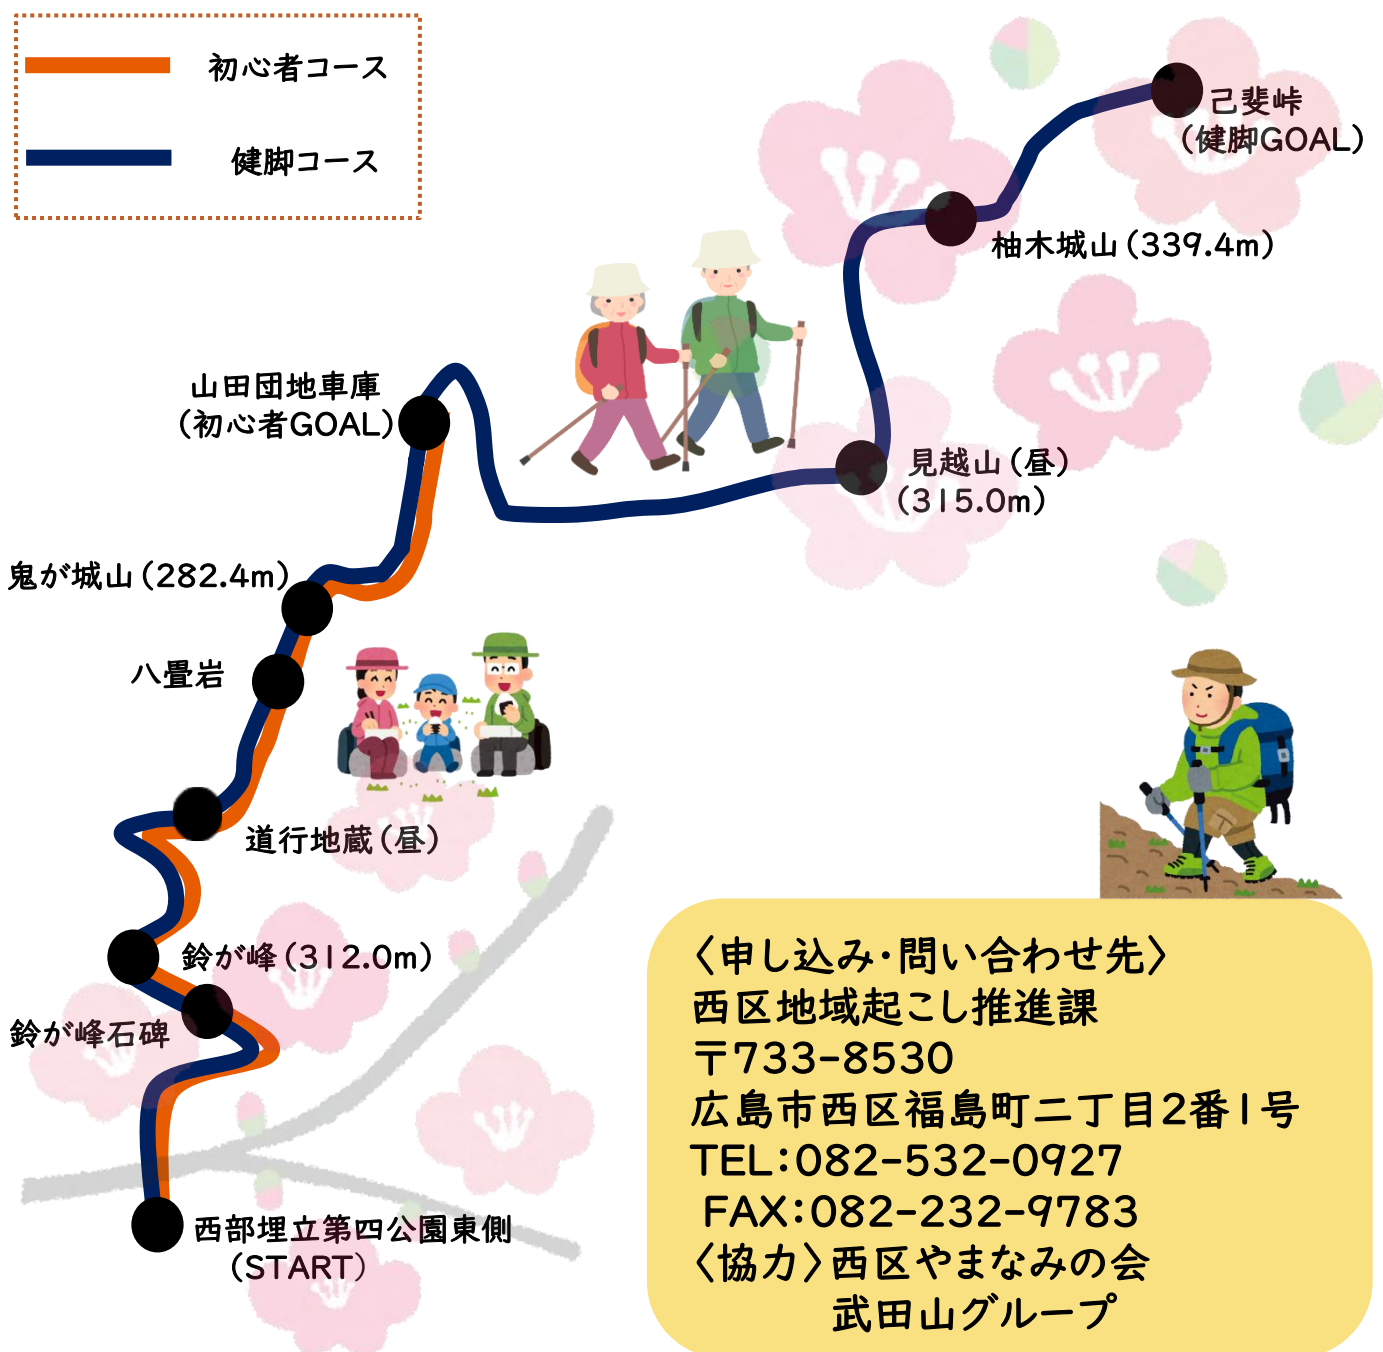 初心者コース
健脚コース
己斐峠
(健脚GOAL)
柚木城山(339.4m)
山田団地車庫
(初心者GOAL)
見越山(昼)
(315.0m)
鬼が城山(282.4m)
八畳岩
道行地蔵(昼)
鈴が峰(312.0m)
鈴が峰石碑
西部埋立第四公園東側
(START)
〈申し込み・問い合わせ先〉
西区地域起こし推進課
〒733-8530
広島市西区福島町二丁目2番1号
TEL:082-532-0927
FAX:082-232-9783
〈協力〉西区やまなみの会
武田山グループ